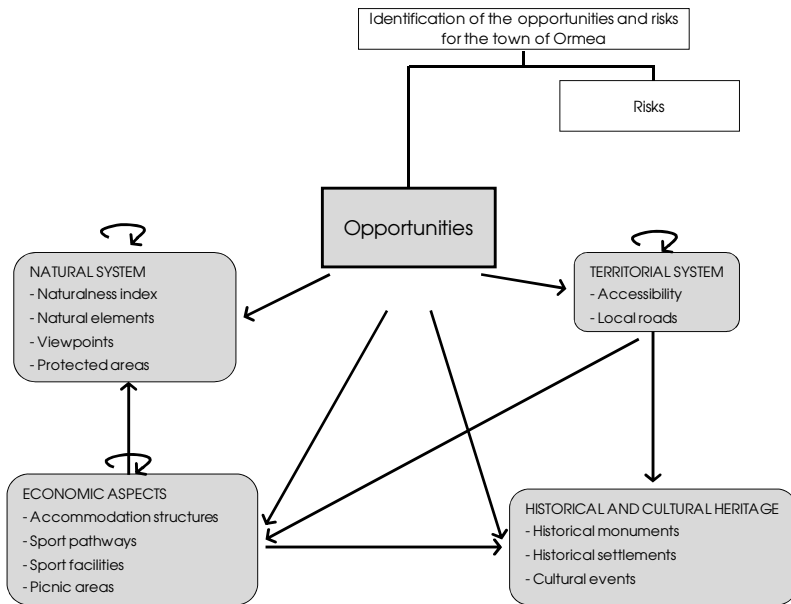 Identification of the opportunities and risks
for the town of Ormea
Risks
Opportunities
NATURAL SYSTEM
- Naturalness index
- Natural elements
- Viewpoints
- Protected areas
TERRITORIAL SYSTEM
- Accessibility
- Local roads
ECONOMIC ASPECTS
- Accommodation structures
- Sport pathways
- Sport facilities
- Picnic areas
HISTORICAL AND CULTURAL HERITAGE
- Historical monuments
- Historical settlements
- Cultural events